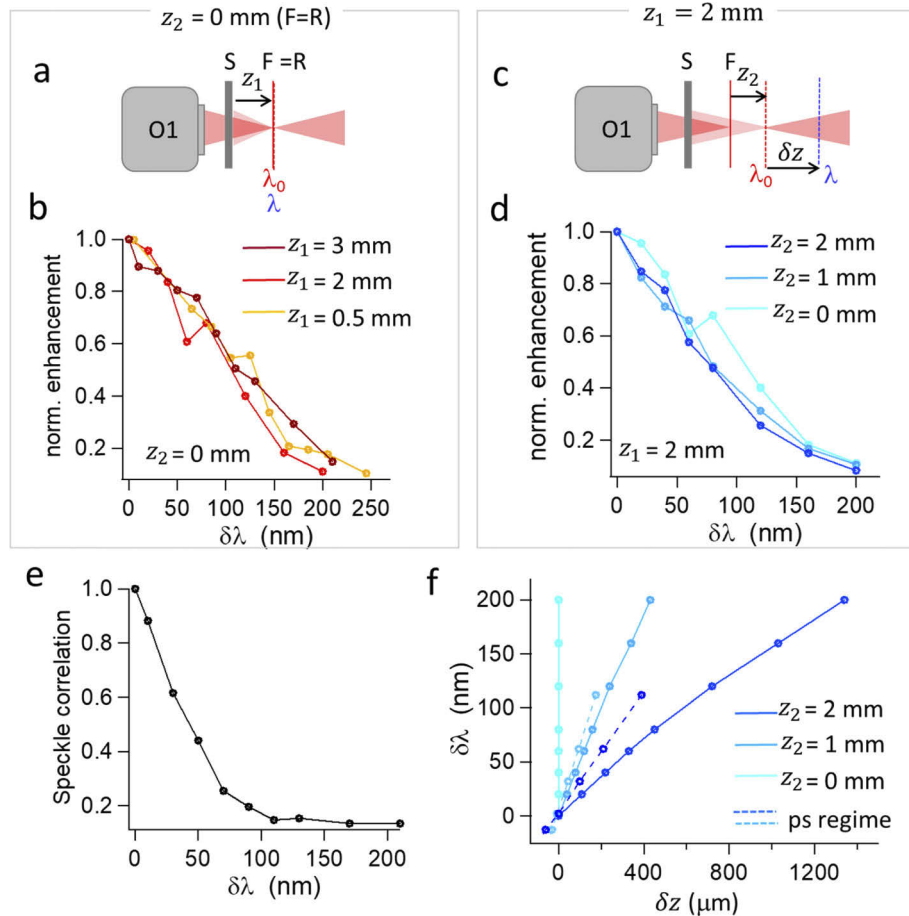 z₂ = 0 mm (F=R)
z₁ = 2 mm
a
S F =R
z₁
O1
λ₀
λ
c
S F
z₂
O1
δz
λ₀ λ
b
norm. enhancement
1.0
0.8
0.6
0.4
0.2
z₁ = 3 mm
z₁ = 2 mm
z₁ = 0.5 mm
z₂ = 0 mm
0 50 100 150 200 250
δλ (nm)
d
norm. enhancement
1.0
0.8
0.6
0.4
0.2
z₂ = 2 mm
z₂ = 1 mm
z₂ = 0 mm
z₁ = 2 mm
0 50 100 150 200
δλ (nm)
e
Speckle correlation
1.0
0.8
0.6
0.4
0.2
0 50 100 150 200
δλ (nm)
f
δλ (nm)
200
150
100
50
0
z₂ = 2 mm
z₂ = 1 mm
z₂ = 0 mm
ps regime
0 400 800 1200
δz (μm)